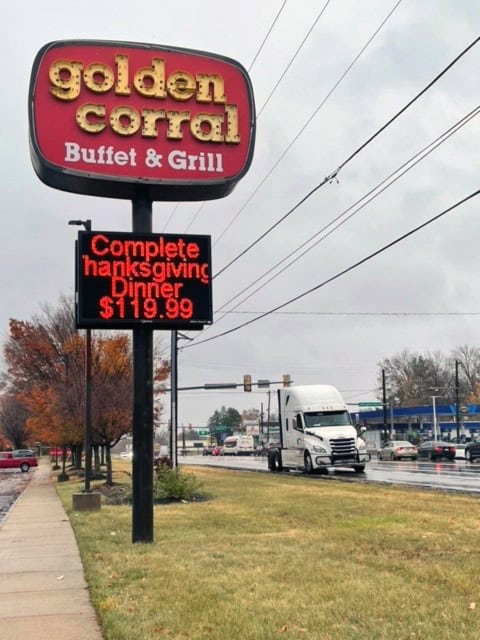 golden
corral
Buffet & Grill
Complete
hanksgiving
Dinner
$119.99